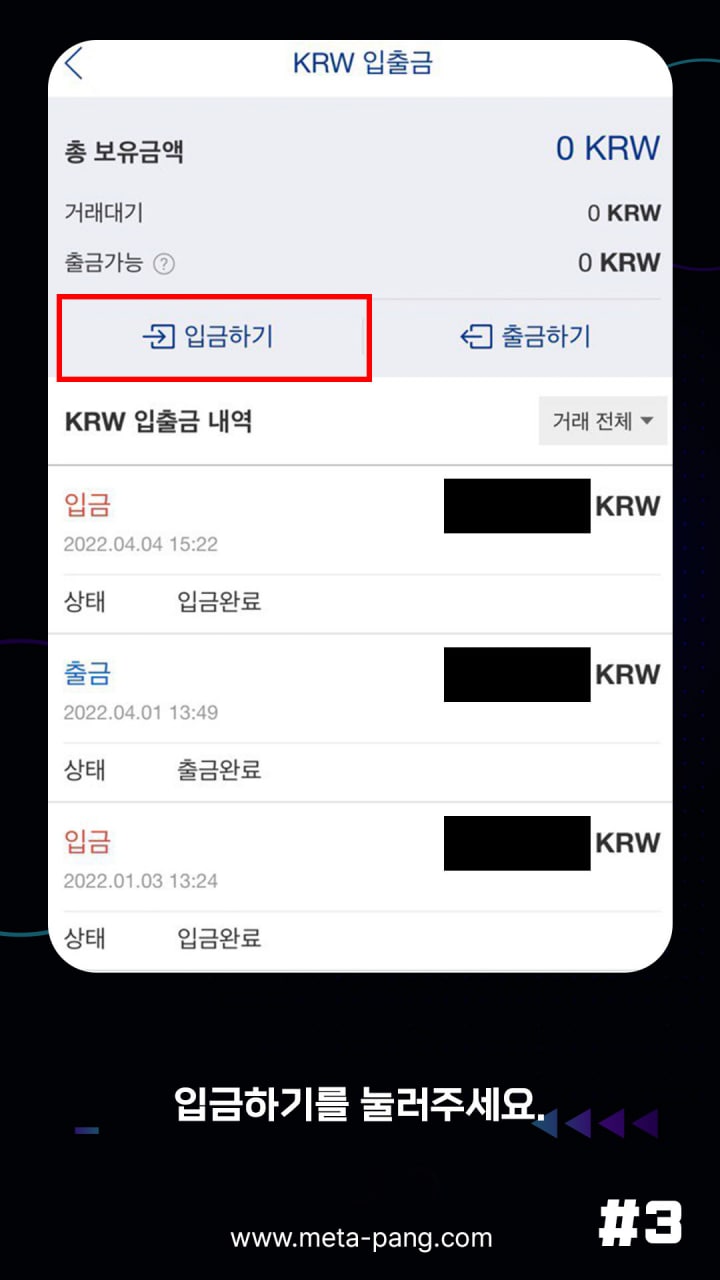 KRW 입출금
총 보유금액 0 KRW
거래대기 0 KRW
출금가능 ? 0 KRW
입금하기 출금하기
KRW 입출금 내역 거래 전체
입금 KRW
2022.04.04 15:22
상태 입금완료
출금 KRW
2022.04.01 13:49
상태 출금완료
입금 KRW
2022.01.03 13:24
상태 입금완료
입금하기를 눌러주세요.
#3
www.meta-pang.com